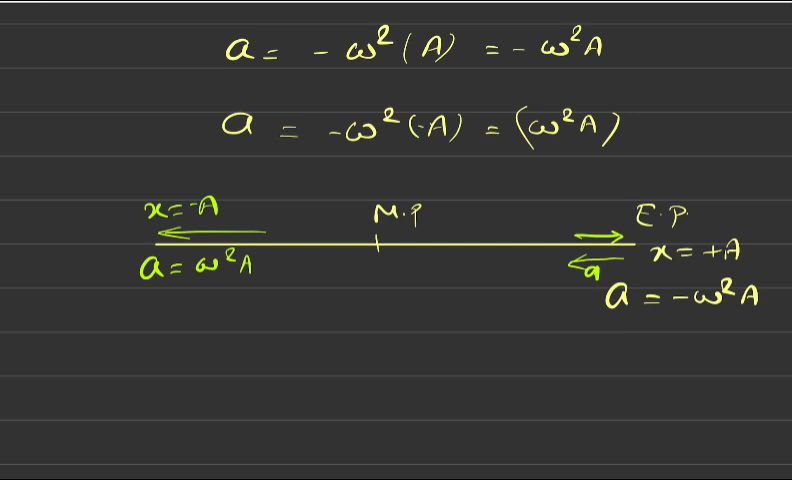 a = - ω²(A) = - ω²A
a = -ω²(-A) = (ω²A)
x=-A M.P E.P.
x = +A
a = ω²A a
a = -ω²A